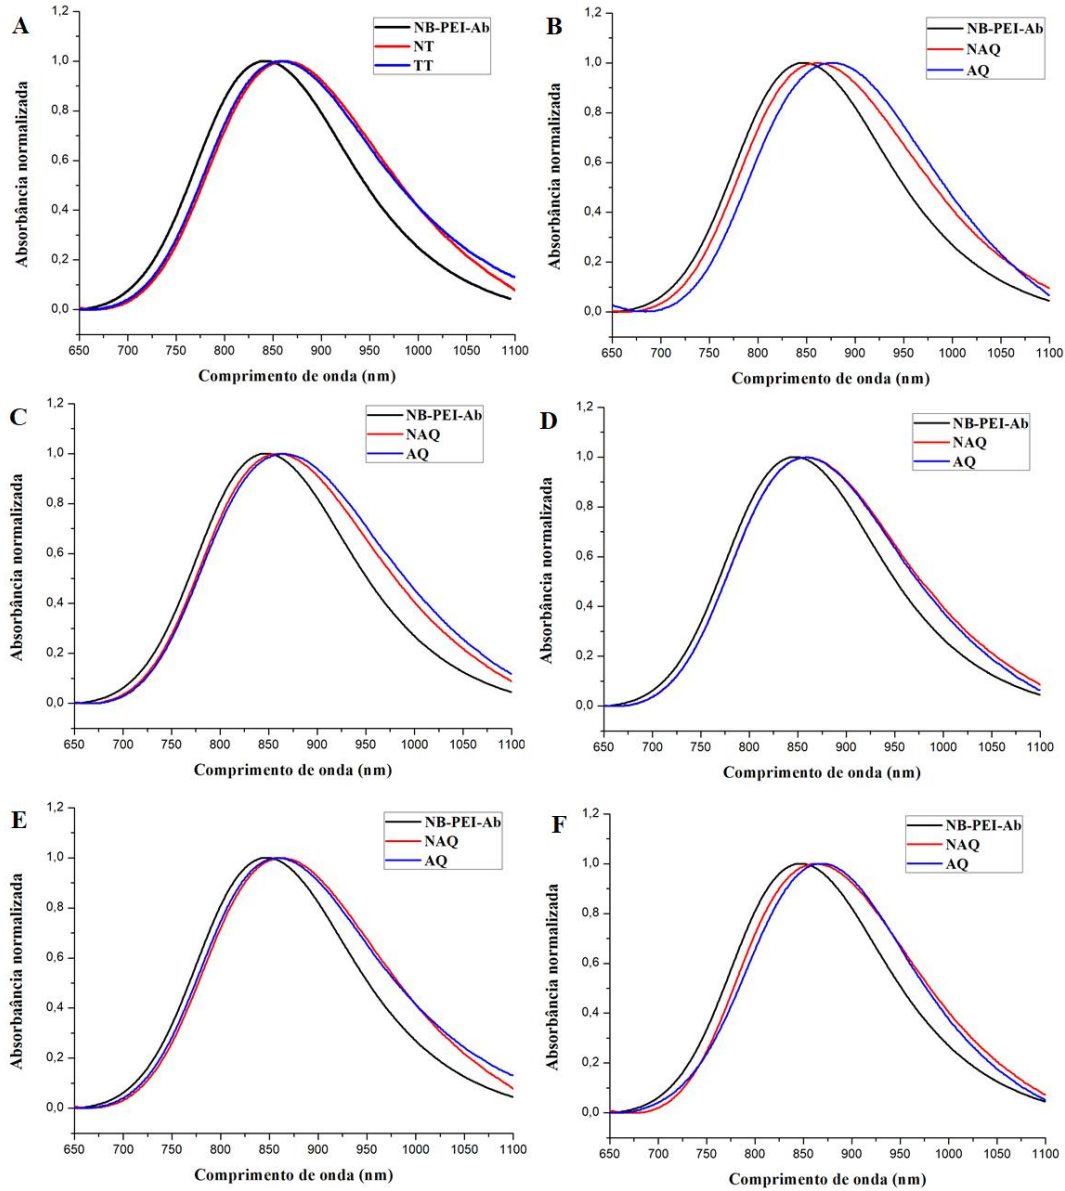 A
1,2
1,0
0,8
0,6
0,4
0,2
0,0
Absorbância normalizada
NB-PEI-Ab
NT
TT
650 700 750 800 850 900 950 1000 1050 1100
Comprimento de onda (nm)
B
1,2
1,0
0,8
0,6
0,4
0,2
0,0
Absorbância normalizada
NB-PEI-Ab
NAQ
AQ
650 700 750 800 850 900 950 1000 1050 1100
Comprimento de onda (nm)
C
1,2
1,0
0,8
0,6
0,4
0,2
0,0
Absorbância normalizada
NB-PEI-Ab
NAQ
AQ
650 700 750 800 850 900 950 1000 1050 1100
Comprimento de onda (nm)
D
1,2
1,0
0,8
0,6
0,4
0,2
0,0
Absorbância normalizada
NB-PEI-Ab
NAQ
AQ
650 700 750 800 850 900 950 1000 1050 1100
Comprimento de onda (nm)
E
1,2
1,0
0,8
0,6
0,4
0,2
0,0
Absorbância normalizada
NB-PEI-Ab
NAQ
AQ
650 700 750 800 850 900 950 1000 1050 1100
Comprimento de onda (nm)
F
1,2
1,0
0,8
0,6
0,4
0,2
0,0
Absorbância normalizada
NB-PEI-Ab
NAQ
AQ
650 700 750 800 850 900 950 1000 1050 1100
Comprimento de onda (nm)